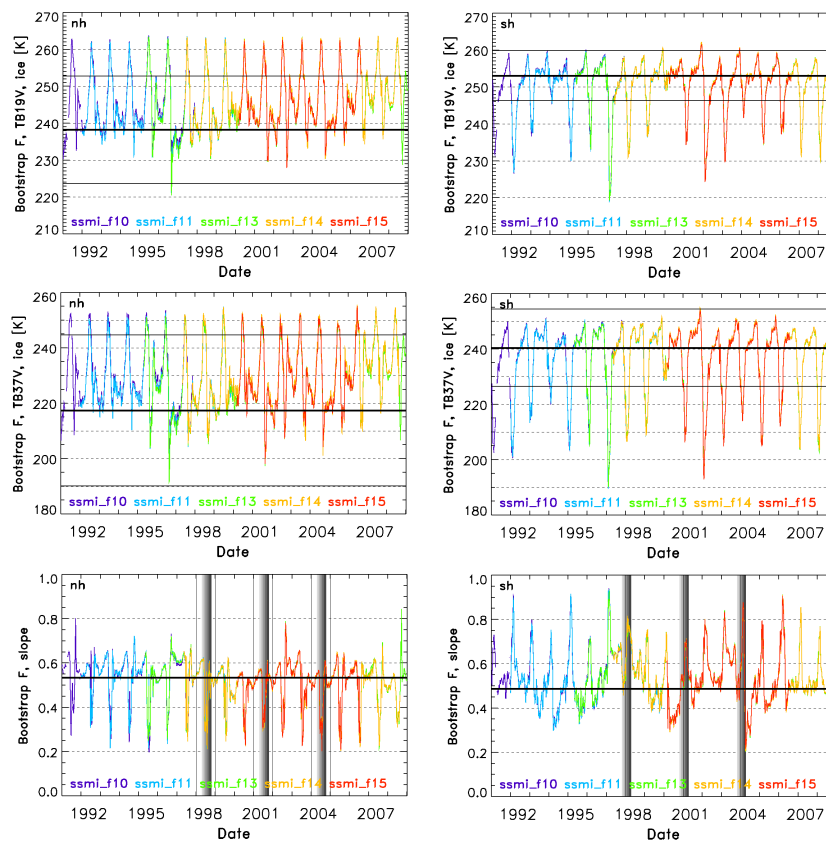 nh
270
260
250
240
230
220
210
Bootstrap F, TB19V, ice [K]
ssmi_f10 ssmi_f11 ssmi_f13 ssmi_f14 ssmi_f15
1992 1995 1998 2001 2004 2007
Date
sh
270
260
250
240
230
220
210
Bootstrap F, TB19V, ice [K]
ssmi_f10 ssmi_f11 ssmi_f13 ssmi_f14 ssmi_f15
1992 1995 1998 2001 2004 2007
Date
nh
260
240
220
200
180
Bootstrap F, TB37V, ice [K]
ssmi_f10 ssmi_f11 ssmi_f13 ssmi_f14 ssmi_f15
1992 1995 1998 2001 2004 2007
Date
sh
260
240
220
200
180
Bootstrap F, TB37V, ice [K]
ssmi_f10 ssmi_f11 ssmi_f13 ssmi_f14 ssmi_f15
1992 1995 1998 2001 2004 2007
Date
nh
1.0
0.8
0.6
0.4
0.2
0.0
Bootstrap F, slope
ssmi_f10 ssmi_f11 ssmi_f13 ssmi_f14 ssmi_f15
1992 1995 1998 2001 2004 2007
Date
sh
1.0
0.8
0.6
0.4
0.2
0.0
Bootstrap F, slope
ssmi_f10 ssmi_f11 ssmi_f13 ssmi_f14 ssmi_f15
1992 1995 1998 2001 2004 2007
Date